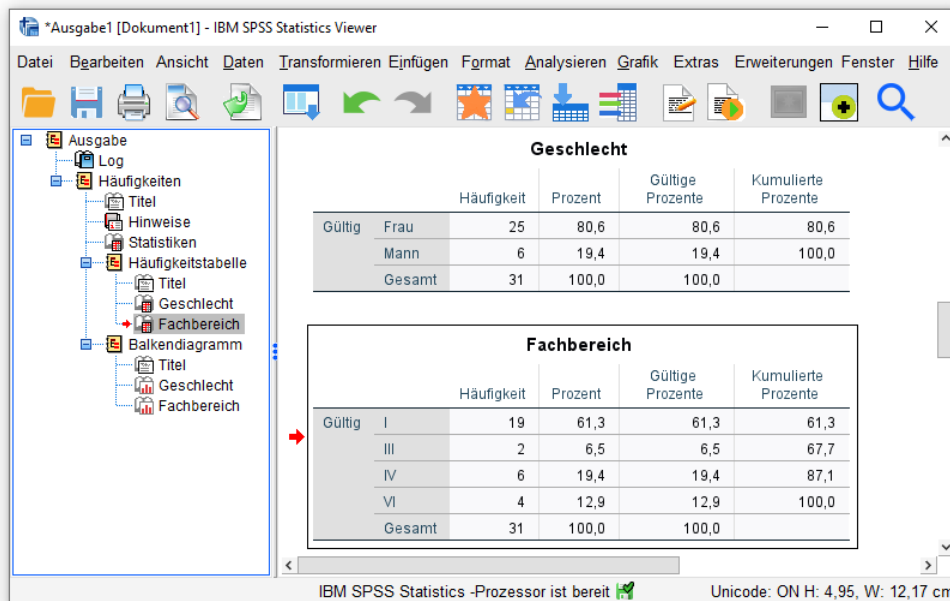 *Ausgabe1 [Dokument1] - IBM SPSS Statistics Viewer
Datei Bearbeiten Ansicht Daten Transformieren Einfügen Format Analysieren Grafik Extras Erweiterungen Fenster Hilfe
Ausgabe
Log
Häufigkeiten
Titel
Hinweise
Statistiken
Häufigkeitstabelle
Titel
Geschlecht
Fachbereich
Balkendiagramm
Titel
Geschlecht
Fachbereich
Geschlecht
Häufigkeit Prozent Gültige Prozente Kumulierte Prozente
Gültig Frau 25 80,6 80,6 80,6
Mann 6 19,4 19,4 100,0
Gesamt 31 100,0 100,0
Fachbereich
Häufigkeit Prozent Gültige Prozente Kumulierte Prozente
Gültig I 19 61,3 61,3 61,3
III 2 6,5 6,5 67,7
IV 6 19,4 19,4 87,1
VI 4 12,9 12,9 100,0
Gesamt 31 100,0 100,0
IBM SPSS Statistics -Prozessor ist bereit Unicode: ON H: 4,95, W: 12,17 cm